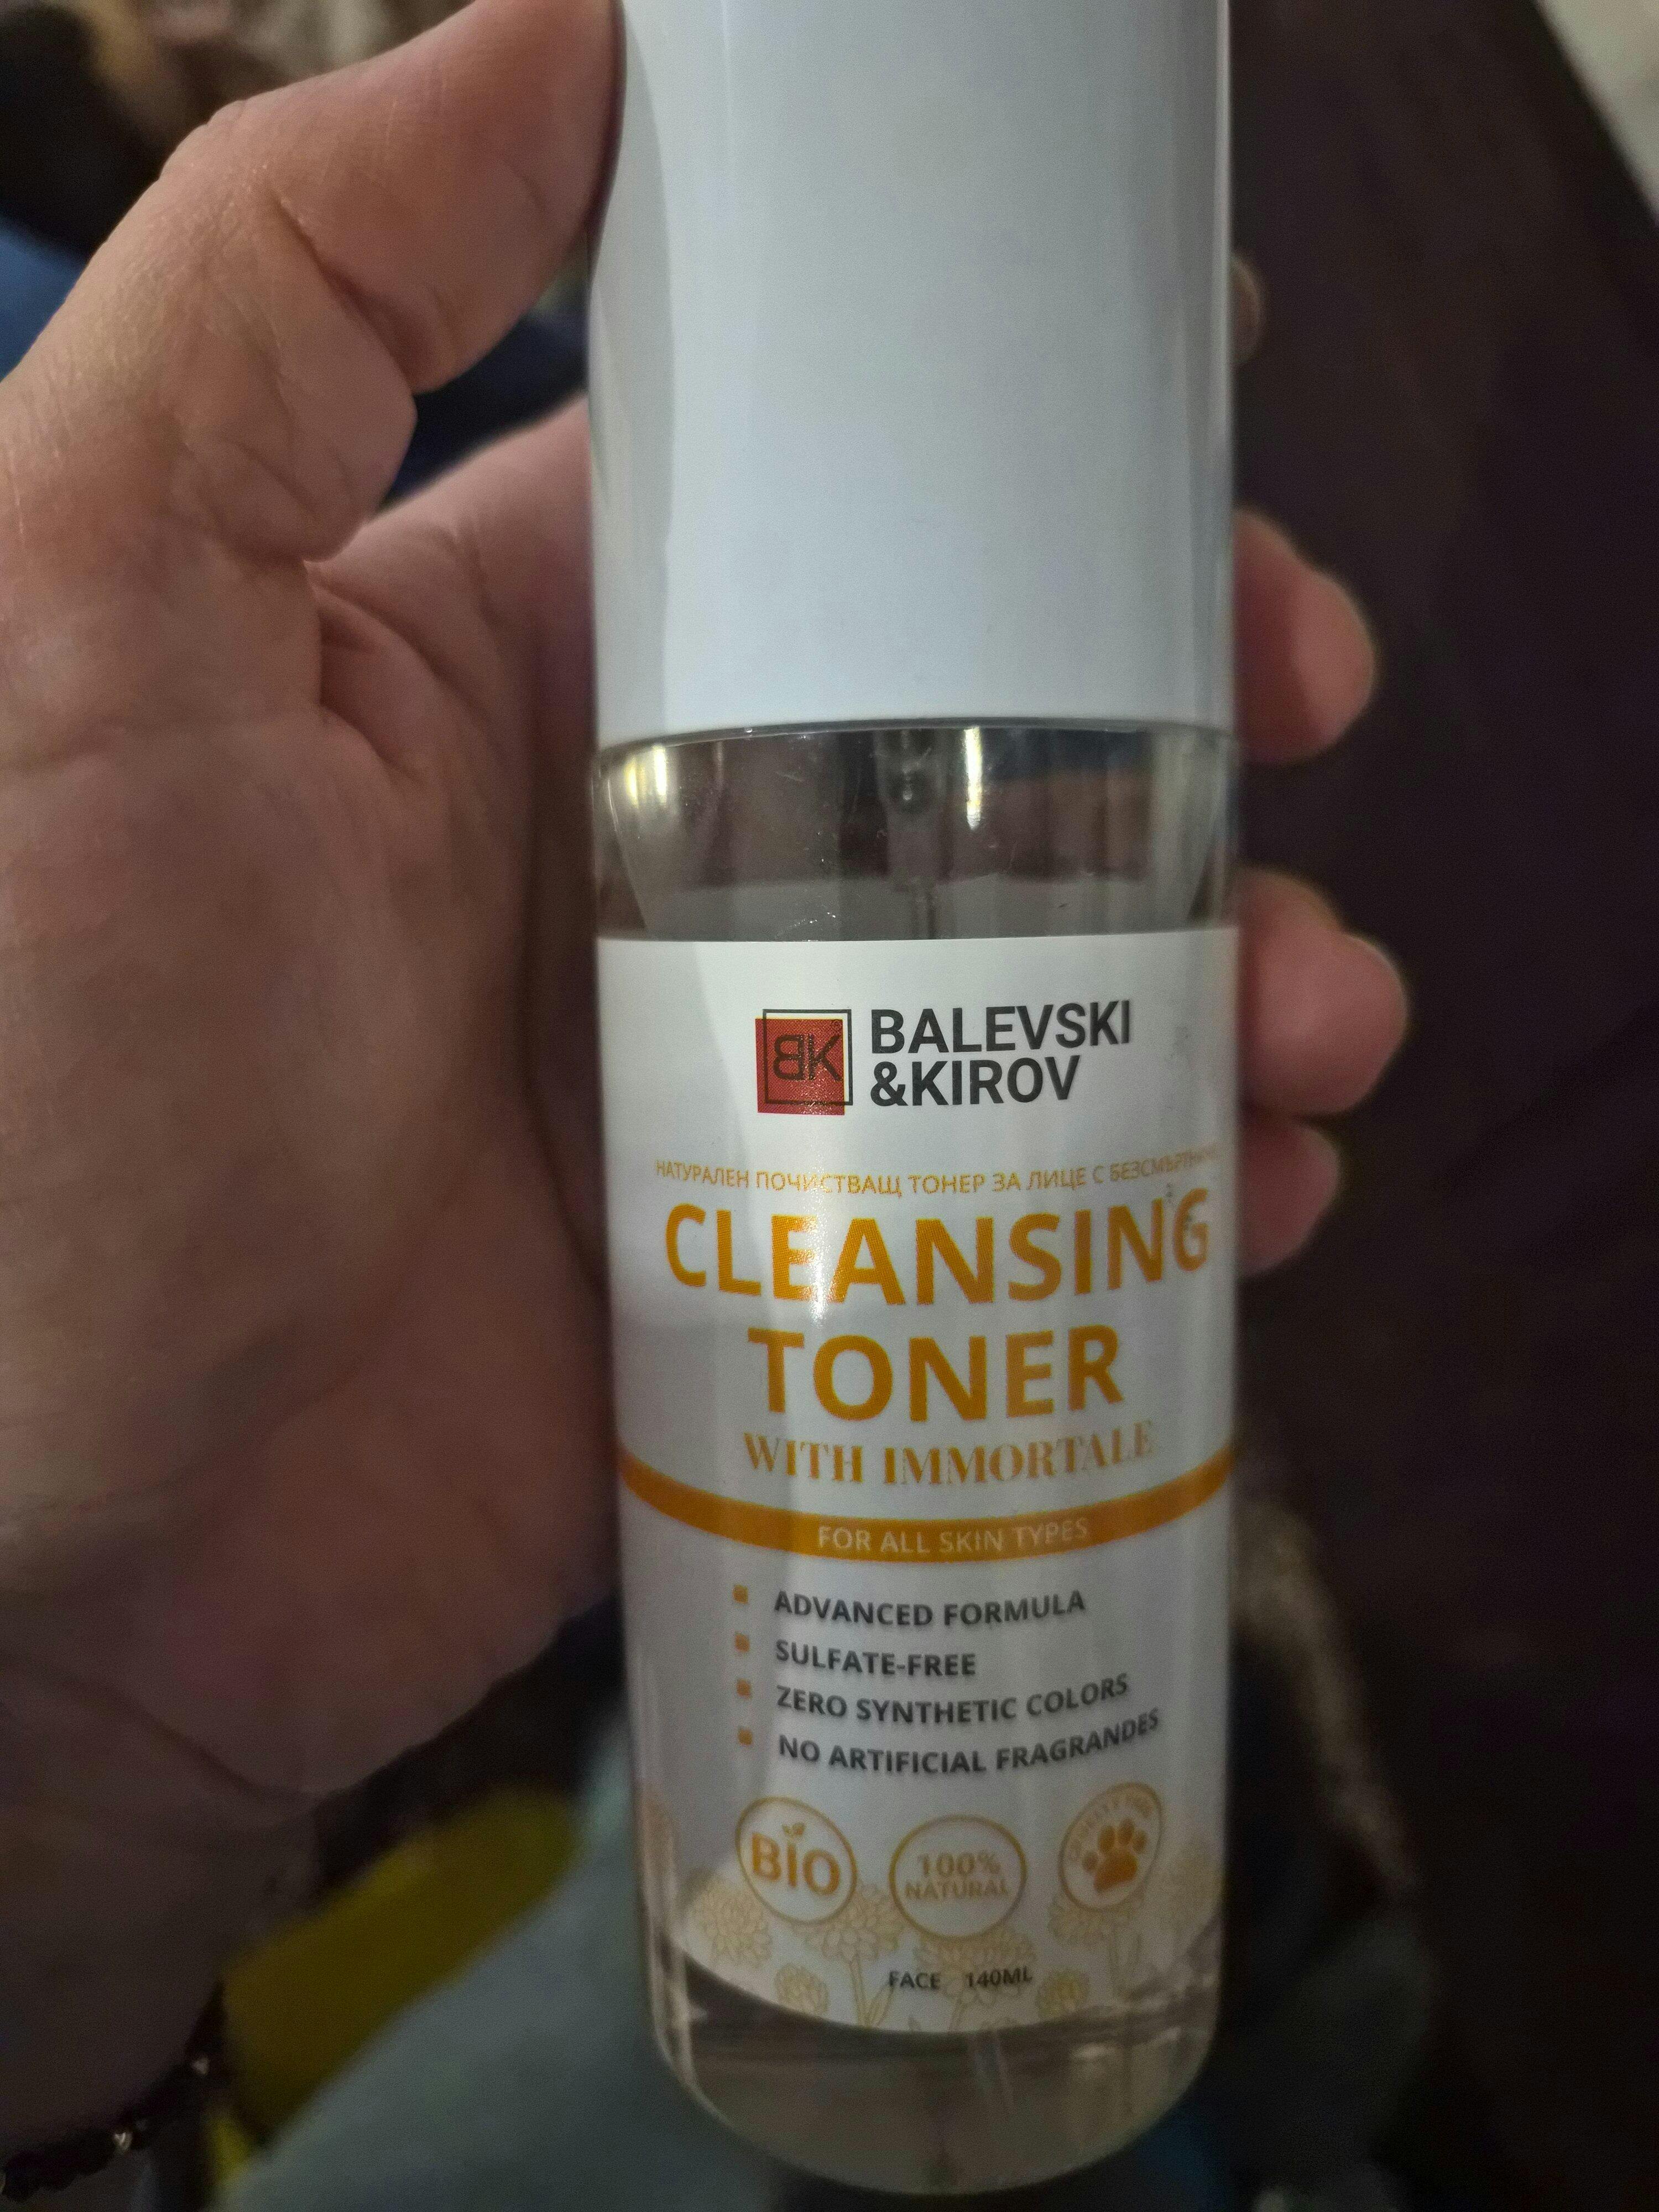 BK
BALEVSKI
&KIROV
НАТУРАЛЕН ПОЧИСТВАЩ ТОНЕР ЗА ЛИЦЕ С
CLEANSING
TONER
WITH IMMORTALE
FOR ALL SKIN TYPES
ADVANCED FORMULA
SULFATE-FREE
ZERO SYNTHETIC COLORS
NO ARTIFICIAL FRAGRANDES
BIO
100%
NATURAL
FACE 140ML